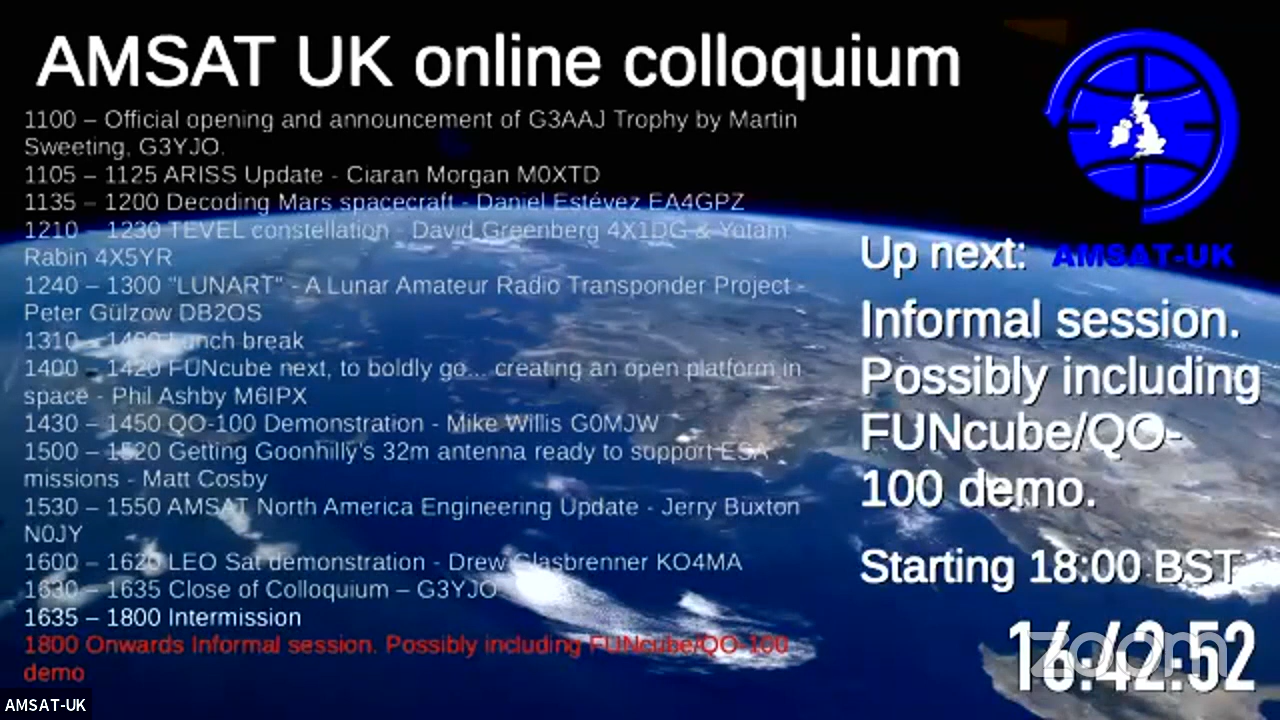 AMSAT UK online colloquium
1100 – Official opening and announcement of G3AAJ Trophy by Martin
Sweeting, G3YJO.
1105 – 1125 ARISS Update - Ciaran Morgan M0XTD
1135 – 1200 Decoding Mars spacecraft - Daniel Estévez EA4GPZ
1210 – 1230 TEVEL constellation - David Greenberg 4X1DG & Yotam
Rabin 4X5YR
1240 – 1300 "LUNART" - A Lunar Amateur Radio Transponder Project -
Peter Gülzow DB2OS
1310 – 1400 Lunch break
1400 – 1420 FUNcube next, to boldly go... creating an open platform in
space - Phil Ashby M6IPX
1430 – 1450 QO-100 Demonstration - Mike Willis G0MJW
1500 – 1520 Getting Goonhilly's 32m antenna ready to support ESA
missions - Matt Cosby
1530 – 1550 AMSAT North America Engineering Update - Jerry Buxton
N0JY
1600 – 1620 LEO Sat demonstration - Drew Glasbrenner KO4MA
1630 – 1635 Close of Colloquium – G3YJO
1635 – 1800 Intermission
1800 Onwards Informal session. Possibly including FUNcube/QO-100
demo
AMSAT-UK
Up next:
Informal session.
Possibly including
FUNcube/QO-
100 demo.
Starting 18:00 BST
16:42:52
zoom
AMSAT-UK